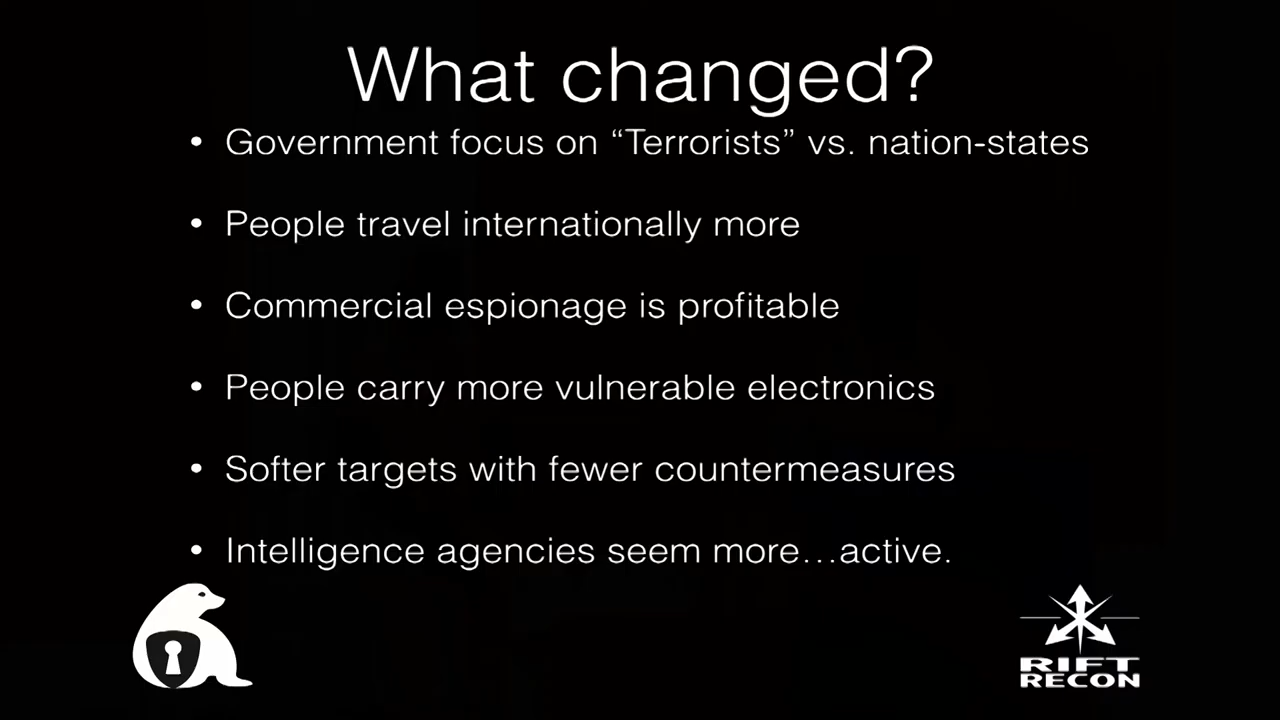 What changed?
• Government focus on “Terrorists” vs. nation-states
• People travel internationally more
• Commercial espionage is profitable
• People carry more vulnerable electronics
• Softer targets with fewer countermeasures
• Intelligence agencies seem more…active.
RIFT
RECON